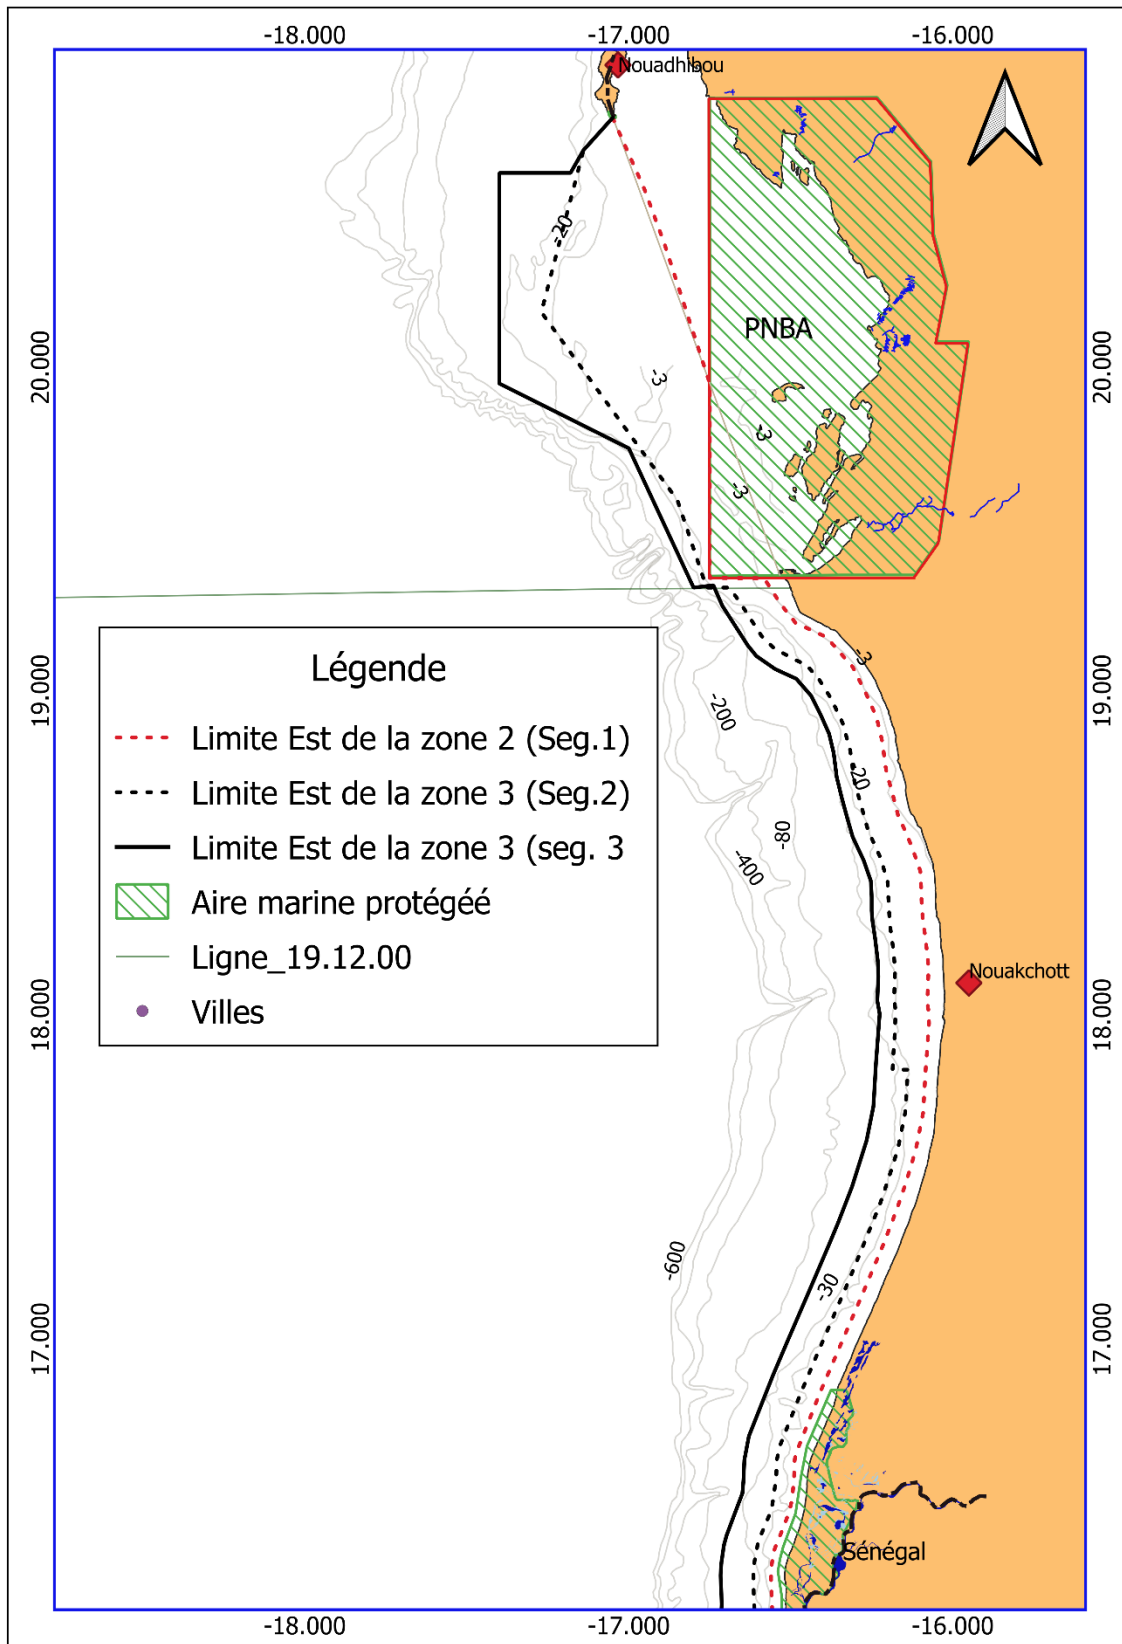 -18.000
-17.000
-16.000
Nouadhibou
-20
PNBA
20.000
20.000
-3
-3
-3
-3
19.000
19.000
Légende
Limite Est de la zone 2 (Seg.1)
Limite Est de la zone 3 (Seg.2)
Limite Est de la zone 3 (seg. 3
Aire marine protégéé
Ligne_19.12.00
Villes
-200
-20
-80
-400
Nouakchott
18.000
18.000
-600
-30
17.000
17.000
Sénégal
-18.000
-17.000
-16.000